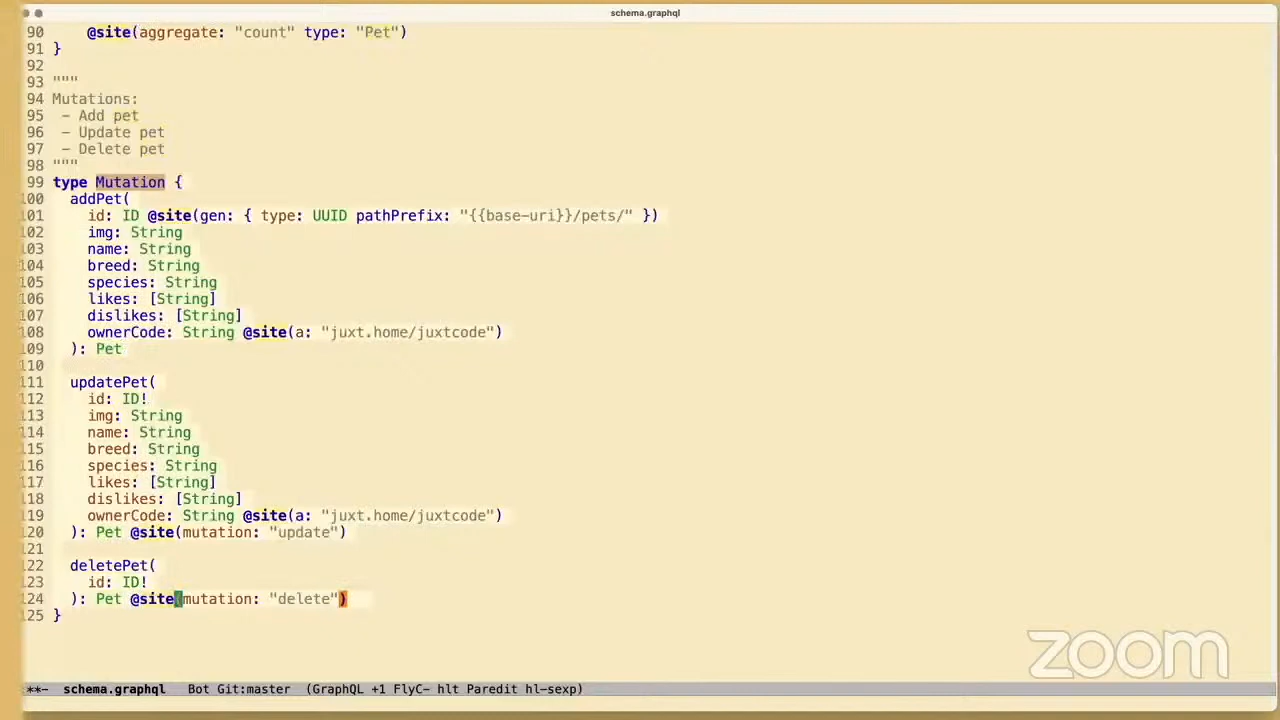 schema.graphql
90     @site(aggregate: "count" type: "Pet")
91 }
92
93 """
94 Mutations:
95  - Add pet
96  - Update pet
97  - Delete pet
98 """
99 type Mutation {
100   addPet(
101     id: ID @site(gen: { type: UUID pathPrefix: "{{base-uri}}/pets/" })
102     img: String
103     name: String
104     breed: String
105     species: String
106     likes: [String]
107     dislikes: [String]
108     ownerCode: String @site(a: "juxt.home/juxtcode")
109   ): Pet
110
111   updatePet(
112     id: ID!
113     img: String
114     name: String
115     breed: String
116     species: String
117     likes: [String]
118     dislikes: [String]
119     ownerCode: String @site(a: "juxt.home/juxtcode")
120   ): Pet @site(mutation: "update")
121
122   deletePet(
123     id: ID!
124   ): Pet @site(mutation: "delete")
125 }
zoom
:**-  schema.graphql   Bot Git:master  (GraphQL +1 FlyC- hlt Paredit hl-sexp)